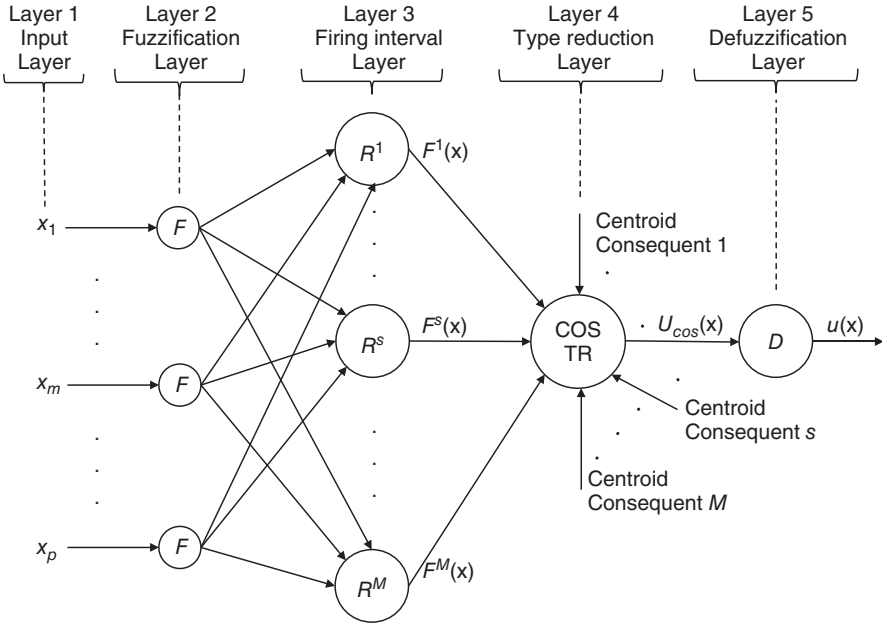 Layer 1
Input
Layer
Layer 2
Fuzzification
Layer
Layer 3
Firing interval
Layer
Layer 4
Type reduction
Layer
Layer 5
Defuzzification
Layer
x₁
F
R¹
F¹(x)
Centroid
Consequent 1
xₘ
F
Rˢ
Fˢ(x)
COS
TR
U_cos(x)
D
u(x)
Centroid
Consequent s
Centroid
Consequent M
xₚ
F
Rᴹ
Fᴹ(x)